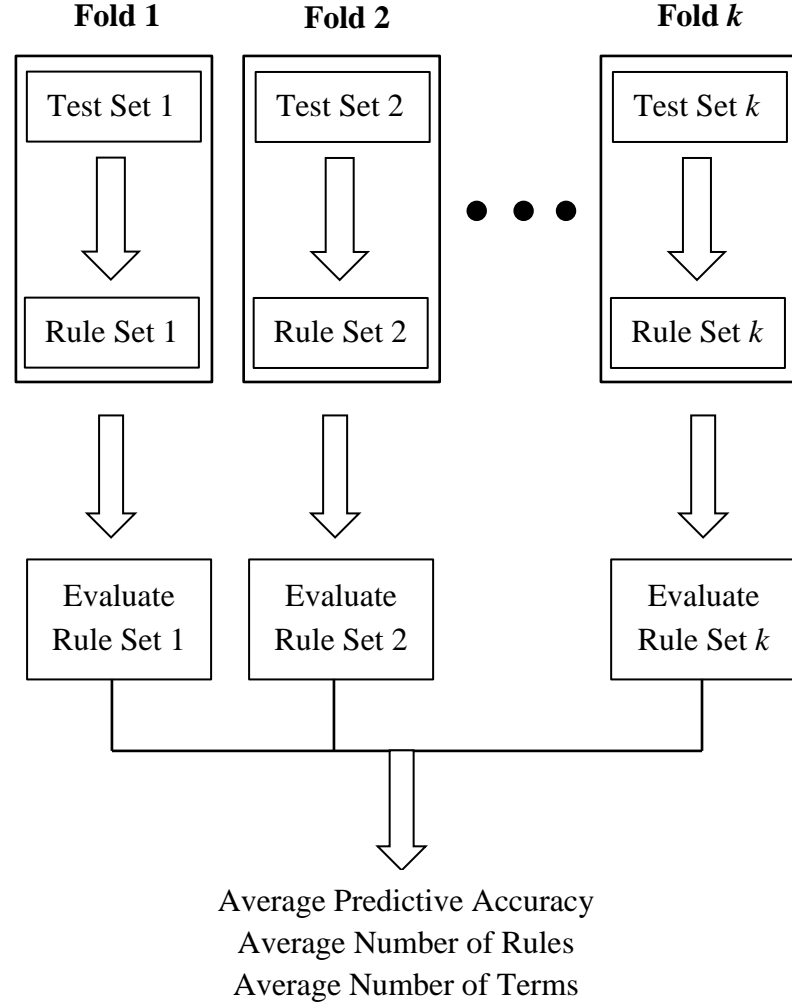 Fold 1
Fold 2
Fold k
Test Set 1
Test Set 2
Test Set k
Rule Set 1
Rule Set 2
Rule Set k
Evaluate
Rule Set 1
Evaluate
Rule Set 2
Evaluate
Rule Set k
Average Predictive Accuracy
Average Number of Rules
Average Number of Terms